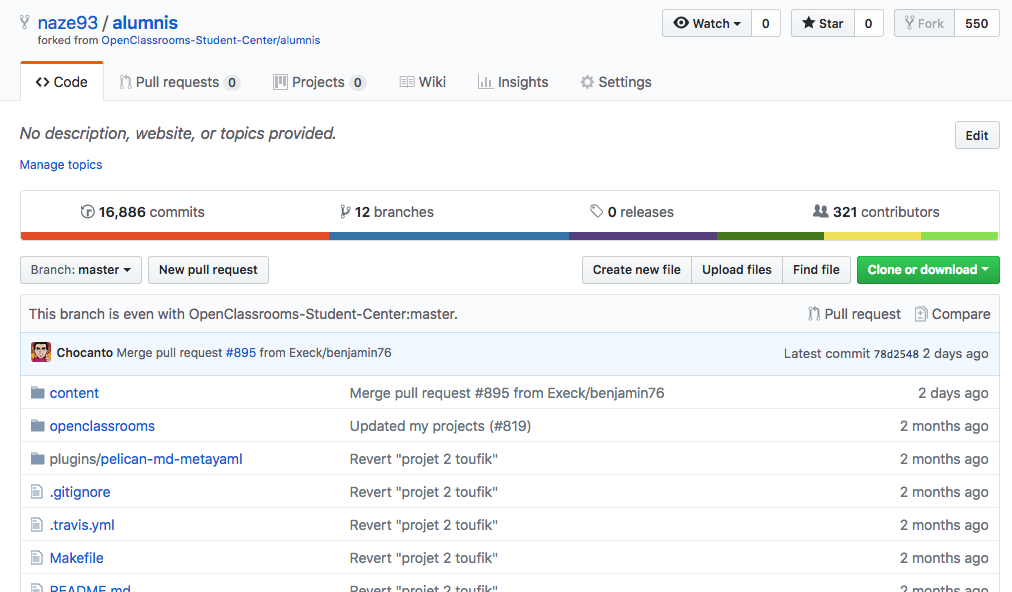 naze93 / alumnis
Watch 0 Star 0 Fork 550
forked from OpenClassrooms-Student-Center/alumnis
Code Pull requests 0 Projects 0 Wiki Insights Settings
No description, website, or topics provided.
Edit
Manage topics
16,886 commits 12 branches 0 releases 321 contributors
Branch: master New pull request Create new file Upload files Find file Clone or download
This branch is even with OpenClassrooms-Student-Center:master. Pull request Compare
Chocanto Merge pull request #895 from Execk/benjamin76 Latest commit 78d2548 2 days ago
content Merge pull request #895 from Execk/benjamin76 2 days ago
openclassrooms Updated my projects (#819) 2 months ago
plugins/pelican-md-metayaml Revert "projet 2 toufik" 2 months ago
.gitignore Revert "projet 2 toufik" 2 months ago
.travis.yml Revert "projet 2 toufik" 2 months ago
Makefile Revert "projet 2 toufik" 2 months ago
README.md Revert "projet 2 toufik" 2 months ago